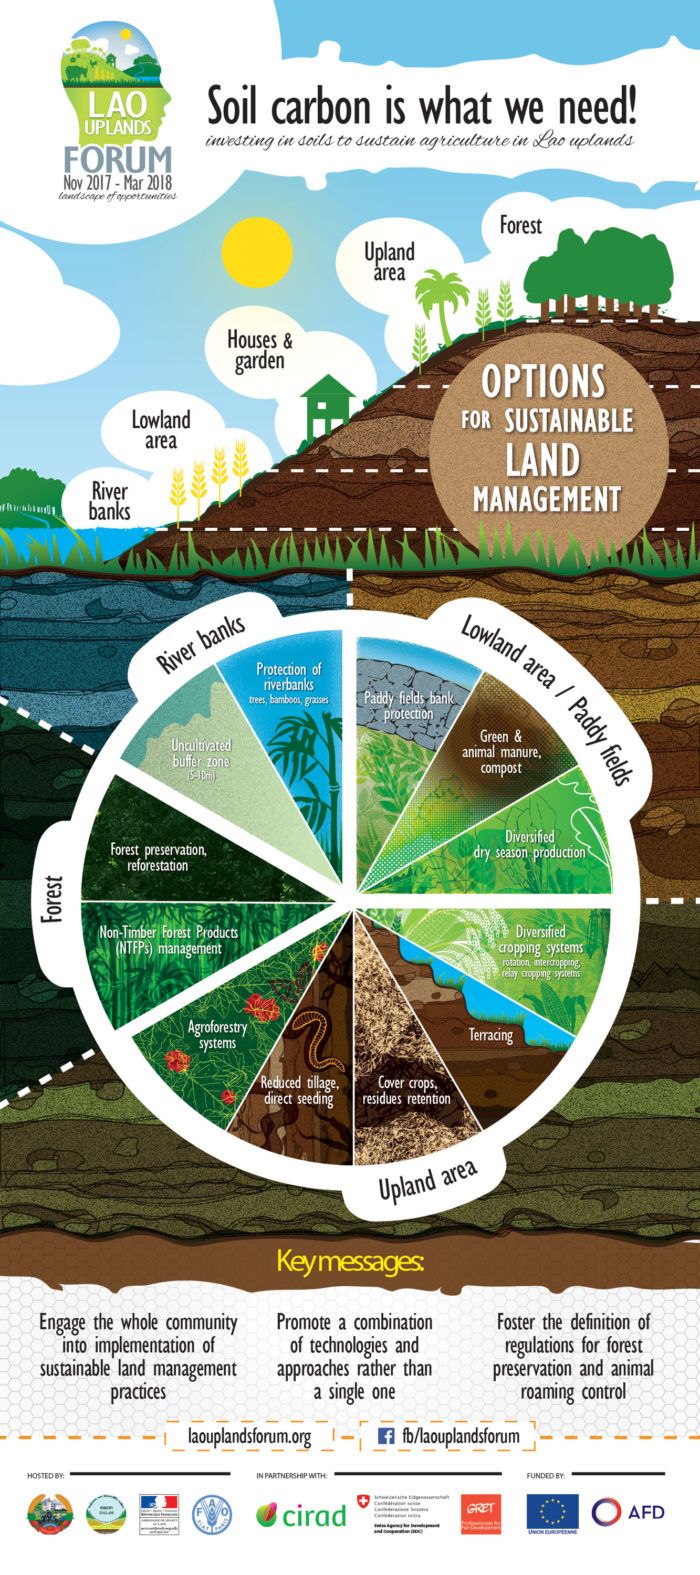 LAO
UPLANDS
FORUM
Nov 2017 - Mar 2018
landscape of opportunities
Soil carbon is what we need!
investing in soils to sustain agriculture in Lao uplands
Forest
Upland
area
Houses &
garden
Lowland
area
River
banks
OPTIONS
FOR SUSTAINABLE
LAND
MANAGEMENT
River banks
Lowland area / Paddy fields
Protection of
riverbanks
trees, bamboos, grasses
Paddy fields bank
protection
Uncultivated
buffer zone
(5-10m)
Green &
animal manure,
compost
Forest preservation,
reforestation
Diversified
dry season production
Forest
Non-Timber Forest Products
(NTFPs) management
Diversified
cropping systems
rotation, intercropping,
relay cropping systems
Agroforestry
systems
Terracing
Reduced tillage,
direct seeding
Cover crops,
residues retention
Upland area
Key messages:
Engage the whole community
into implementation of
sustainable land management
practices
Promote a combination
of technologies and
approaches rather than
a single one
Foster the definition of
regulations for forest
preservation and animal
roaming control
laouplandsforum.org
fb/laouplandsforum
HOSTED BY:
IN PARTNERSHIP WITH:
FUNDED BY:
FAO
FIAT PANIS
cirad
Schweizerische Eidgenossenschaft
Confédération suisse
Confederazione Svizzera
Confederaziun svizra
Swiss Agency for Development
and Cooperation (SDC)
GRET
Professionals for
Fair Development
UNION EUROPÉENNE
AFD